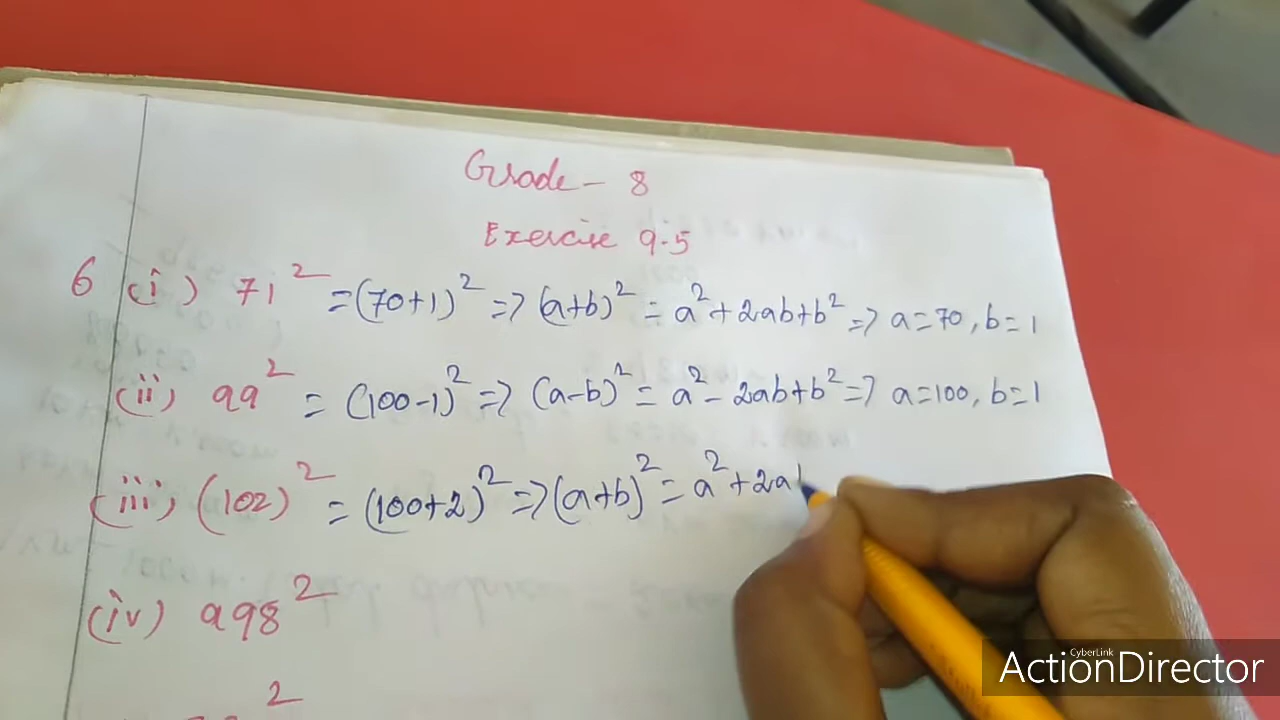 Grade - 8
Exercise 9.5
6 (i) 71² = (70+1)² => (a+b)² = a² + 2ab + b² => a = 70, b = 1
(ii) 99² = (100-1)² => (a-b)² = a² - 2ab + b² => a = 100, b = 1
(iii) (102)² = (100+2)² => (a+b)² = a² + 2a
(iv) 998²
2
CyberLink
ActionDirector